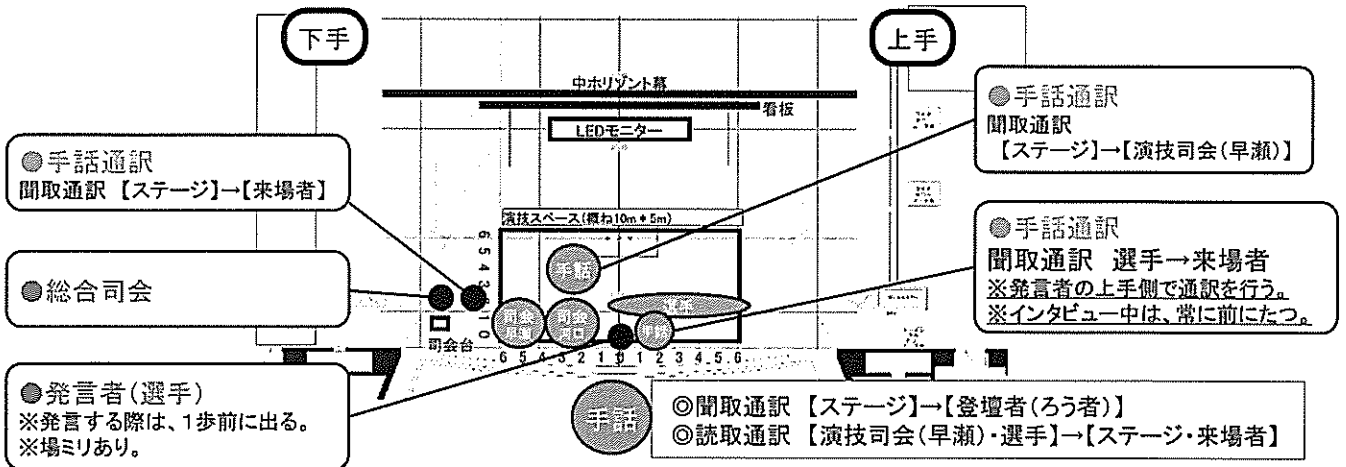 下手
上手
中ホリゾント幕
看板
LEDモニター
●手話通訳
聞取通訳
【ステージ】→【演技司会(早瀬)】
●手話通訳
聞取通訳 【ステージ】→【来場者】
演技スペース(概ね10m*5m)
●手話通訳
聞取通訳 選手→来場者
※発言者の上手側で通訳を行う。
※インタビュー中は、常に前にたつ。
6
5
4
3
1
0
手話
●総合司会
司会
司会
手話
司会台
6 5 4 3 2 1 0 1 2 3 4 5 6
●発言者(選手)
※発言する際は、1歩前に出る。
※場ミリあり。
手話
◎聞取通訳 【ステージ】→【登壇者(ろう者)】
◎読取通訳 【演技司会(早瀬)・選手】→【ステージ・来場者】